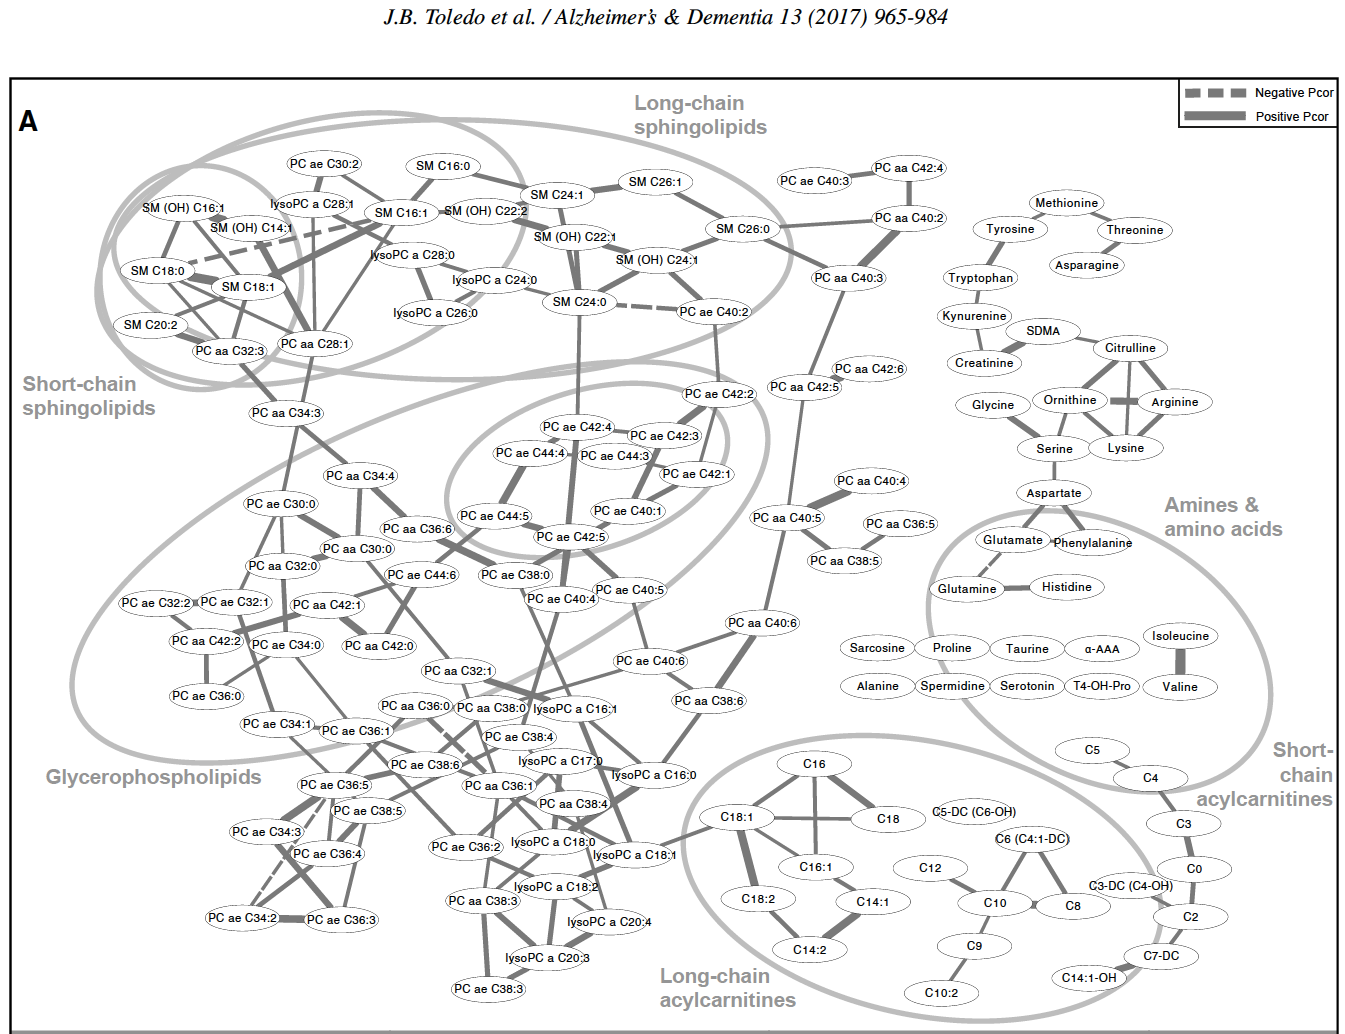 J.B. Toledo et al. / Alzheimer's & Dementia 13 (2017) 965-984
A
Negative Pcor
Positive Pcor
Long-chain
sphingolipids
PC ae C30:2
SM C16:0
SM C24:1
SM C26:1
PC ae C40:3
PC aa C42:4
SM (OH) C16:1
lysoPC a C28:1
SM C16:1
SM (OH) C22:2
PC aa C40:2
SM (OH) C14:1
SM (OH) C22:1
SM C26:0
lysoPC a C28:0
SM (OH) C24:1
SM C18:0
SM C18:1
lysoPC a C24:0
PC aa C40:3
lysoPC a C26:0
SM C24:0
PC ae C40:2
SM C20:2
PC aa C32:3
PC aa C28:1
Methionine
Tyrosine
Threonine
Asparagine
Tryptophan
Kynurenine
SDMA
Creatinine
Citrulline
Glycine
Ornithine
Arginine
Serine
Lysine
Aspartate
Glutamate
Phenylalanine
Glutamine
Histidine
Amines &
amino acids
Short-chain
sphingolipids
PC aa C34:3
PC aa C42:6
PC aa C42:5
PC ae C42:2
PC ae C42:4
PC ae C42:3
PC ae C44:4
PC ae C44:3
PC ae C42:1
PC aa C34:4
PC ae C30:0
PC ae C44:5
PC ae C40:1
PC aa C36:6
PC ae C42:5
PC aa C40:4
PC aa C40:5
PC aa C36:5
PC aa C38:5
PC aa C30:0
PC aa C32:0
PC ae C44:6
PC ae C38:0
PC ae C40:4
PC ae C40:5
PC ae C32:2
PC ae C32:1
PC aa C42:1
PC aa C42:2
PC ae C34:0
PC aa C42:0
PC aa C40:6
PC ae C40:6
PC aa C32:1
PC ae C36:0
PC aa C38:6
PC aa C36:0
PC aa C38:0
lysoPC a C16:1
PC ae C34:1
PC ae C36:1
PC ae C38:4
PC ae C38:6
lysoPC a C17:0
lysoPC a C16:0
Glycerophospholipids
PC ae C36:5
PC aa C36:1
PC ae C38:5
PC aa C38:4
PC ae C34:3
PC ae C36:4
PC ae C36:2
lysoPC a C18:0
lysoPC a C18:1
PC aa C38:3
lysoPC a C18:2
PC ae C34:2
PC ae C36:3
lysoPC a C20:4
lysoPC a C20:3
PC ae C38:3
Sarcosine
Proline
Taurine
α-AAA
Isoleucine
Alanine
Spermidine
Serotonin
T4-OH-Pro
Valine
C5
C4
Short-
chain
acylcarnitines
C3
C0
C3-DC (C4-OH)
C2
C7-DC
C14:1-OH
C16
C18:1
C18
C5-DC (C6-OH)
C6 (C4:1-DC)
C16:1
C12
C18:2
C14:1
C10
C8
C14:2
C9
C10:2
Long-chain
acylcarnitines